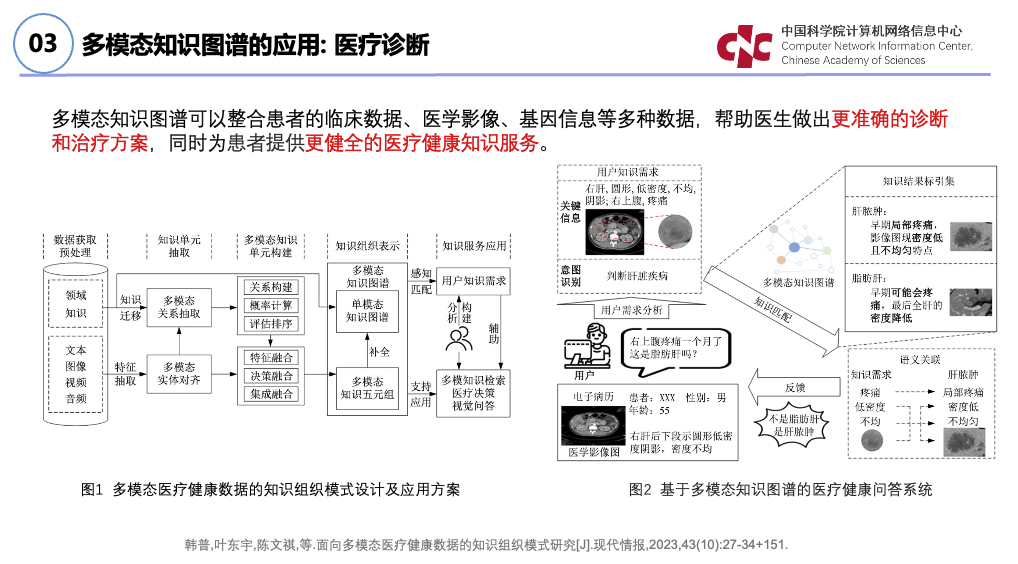 03
多模态知识图谱的应用: 医疗诊断
CNC
中国科学院计算机网络信息中心
Computer Network Information Center,
Chinese Academy of Sciences
多模态知识图谱可以整合患者的临床数据、医学影像、基因信息等多种数据，帮助医生做出更准确的诊断
和治疗方案，同时为患者提供更健全的医疗健康知识服务。
数据获取
预处理
知识单元
抽取
多模态知识
单元构建
知识组织表示
知识服务应用
领域
知识
文本
图像
视频
音频
知识
迁移
特征
抽取
多模态
关系抽取
多模态
实体对齐
关系构建
概率计算
评估排序
特征融合
决策融合
集成融合
多模态
知识图谱
单模态
知识图谱
补全
多模态
知识五元组
感知
匹配
支持
应用
用户知识需求
分析
构建
辅助
多模知识检索
医疗决策
视觉问答
图1 多模态医疗健康数据的知识组织模式设计及应用方案
用户知识需求
关键
信息
右肝, 圆形, 低密度, 不均,
阴影; 右上腹, 疼痛
意图
识别
判断肝脏疾病
用户需求分析
用户
右上腹疼痛一个月了
这是脂肪肝吗？
电子病历
医学影像图
患者：XXX 性别：男
年龄：55
右肝后下段示圆形低密
度阴影，密度不均
多模态知识图谱
知识匹配
知识结果标引集
肝脓肿：
早期局部疼痛，
影像图现密度低
且不均匀特点
脂肪肝：
早期可能会疼
痛，最后全肝的
密度降低
语义关联
知识需求
肝脓肿
疼痛
局部疼痛
低密度
密度低
不均
不均匀
反馈
不是脂肪肝
是肝脓肿
图2 基于多模态知识图谱的医疗健康问答系统
韩普,叶东宇,陈文祺,等.面向多模态医疗健康数据的知识组织模式研究[J].现代情报,2023,43(10):27-34+151.